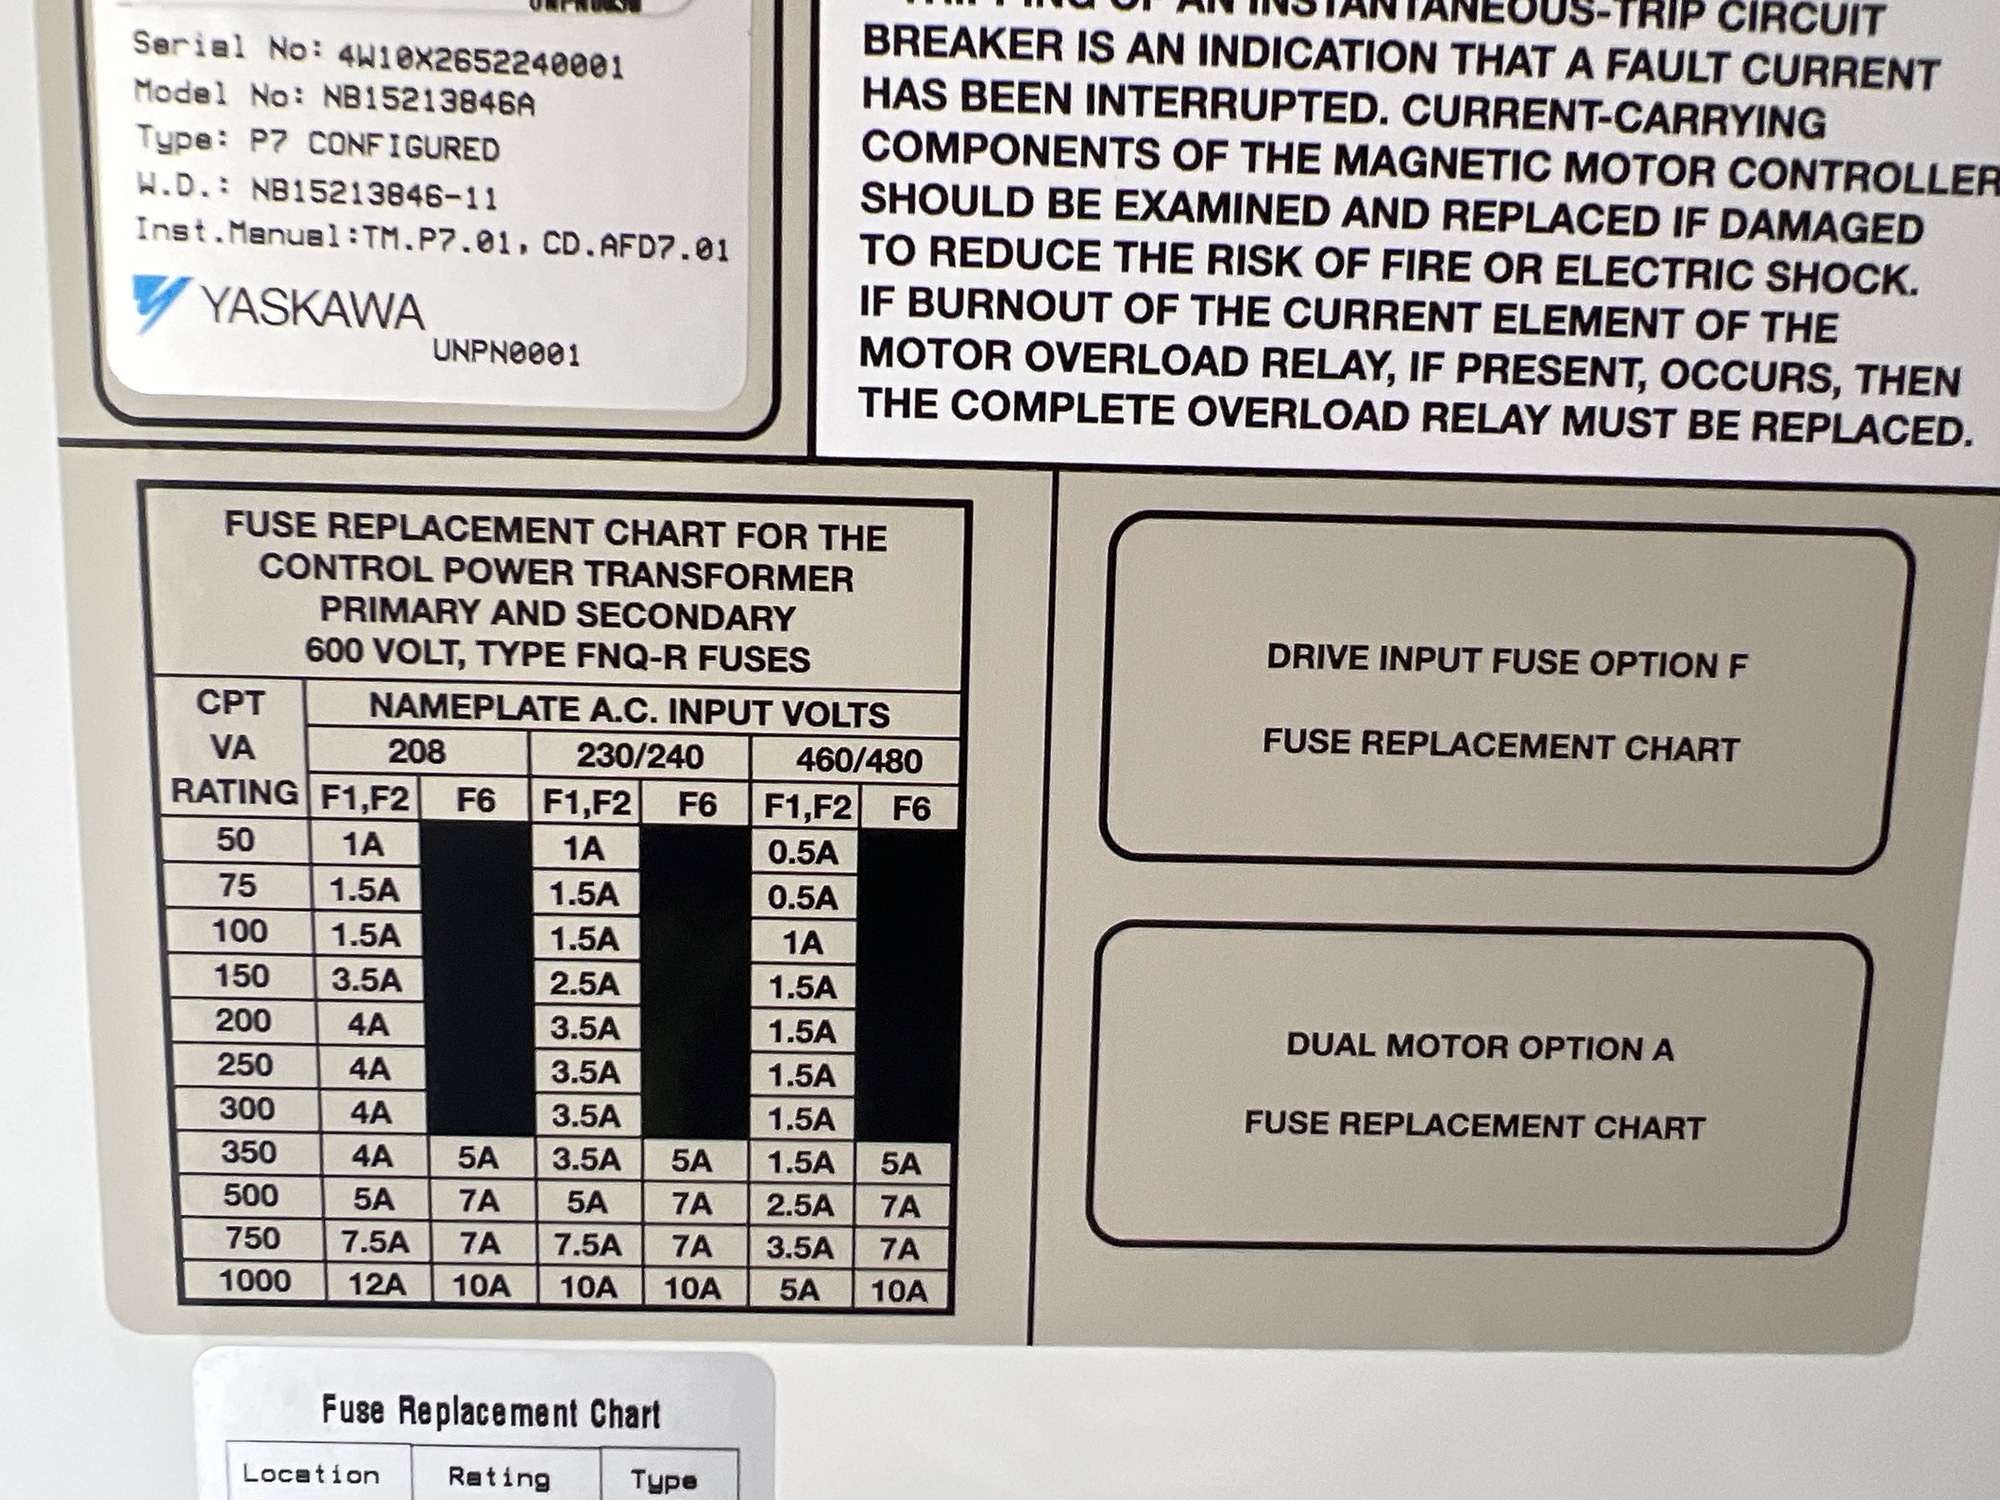 Serial No: 4W10X2652240001
Model No: NB15213846A
Type: P7 CONFIGURED
W.D.: NB15213846-11
Inst.Manual:TM.P7.01, CD.AFD7.01
YASKAWA
UNPN0001
TRIPPING OF AN INSTANTANEOUS-TRIP CIRCUIT
BREAKER IS AN INDICATION THAT A FAULT CURRENT
HAS BEEN INTERRUPTED. CURRENT-CARRYING
COMPONENTS OF THE MAGNETIC MOTOR CONTROLLER
SHOULD BE EXAMINED AND REPLACED IF DAMAGED
TO REDUCE THE RISK OF FIRE OR ELECTRIC SHOCK.
IF BURNOUT OF THE CURRENT ELEMENT OF THE
MOTOR OVERLOAD RELAY, IF PRESENT, OCCURS, THEN
THE COMPLETE OVERLOAD RELAY MUST BE REPLACED.
FUSE REPLACEMENT CHART FOR THE
CONTROL POWER TRANSFORMER
PRIMARY AND SECONDARY
600 VOLT, TYPE FNQ-R FUSES
CPT NAMEPLATE A.C. INPUT VOLTS
VA 208 230/240 460/480
RATING F1,F2 F6 F1,F2 F6 F1,F2 F6
50 1A 1A 0.5A
75 1.5A 1.5A 0.5A
100 1.5A 1.5A 1A
150 3.5A 2.5A 1.5A
200 4A 3.5A 1.5A
250 4A 3.5A 1.5A
300 4A 3.5A 1.5A
350 4A 5A 3.5A 5A 1.5A 5A
500 5A 7A 5A 7A 2.5A 7A
750 7.5A 7A 7.5A 7A 3.5A 7A
1000 12A 10A 10A 10A 5A 10A
DRIVE INPUT FUSE OPTION F
FUSE REPLACEMENT CHART
DUAL MOTOR OPTION A
FUSE REPLACEMENT CHART
Fuse Replacement Chart
Location Rating Type